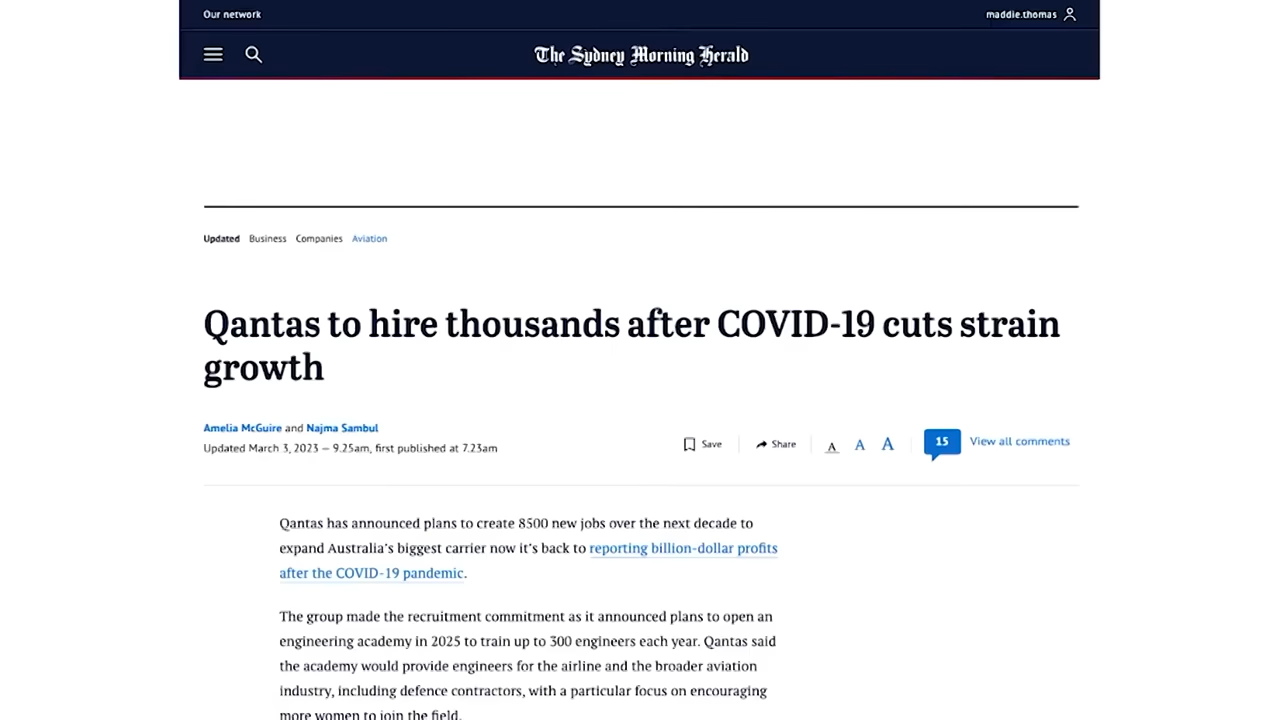 Our network
maddie.thomas
The Sydney Morning Herald
Updated Business Companies Aviation
Qantas to hire thousands after COVID-19 cuts strain
growth
Amelia McGuire and Najma Sambul
Updated March 3, 2023 — 9.25am, first published at 7.23am
Save
Share
A A A
15
View all comments
Qantas has announced plans to create 8500 new jobs over the next decade to
expand Australia's biggest carrier now it's back to reporting billion-dollar profits
after the COVID-19 pandemic.
The group made the recruitment commitment as it announced plans to open an
engineering academy in 2025 to train up to 300 engineers each year. Qantas said
the academy would provide engineers for the airline and the broader aviation
industry, including defence contractors, with a particular focus on encouraging
more women to join the field.